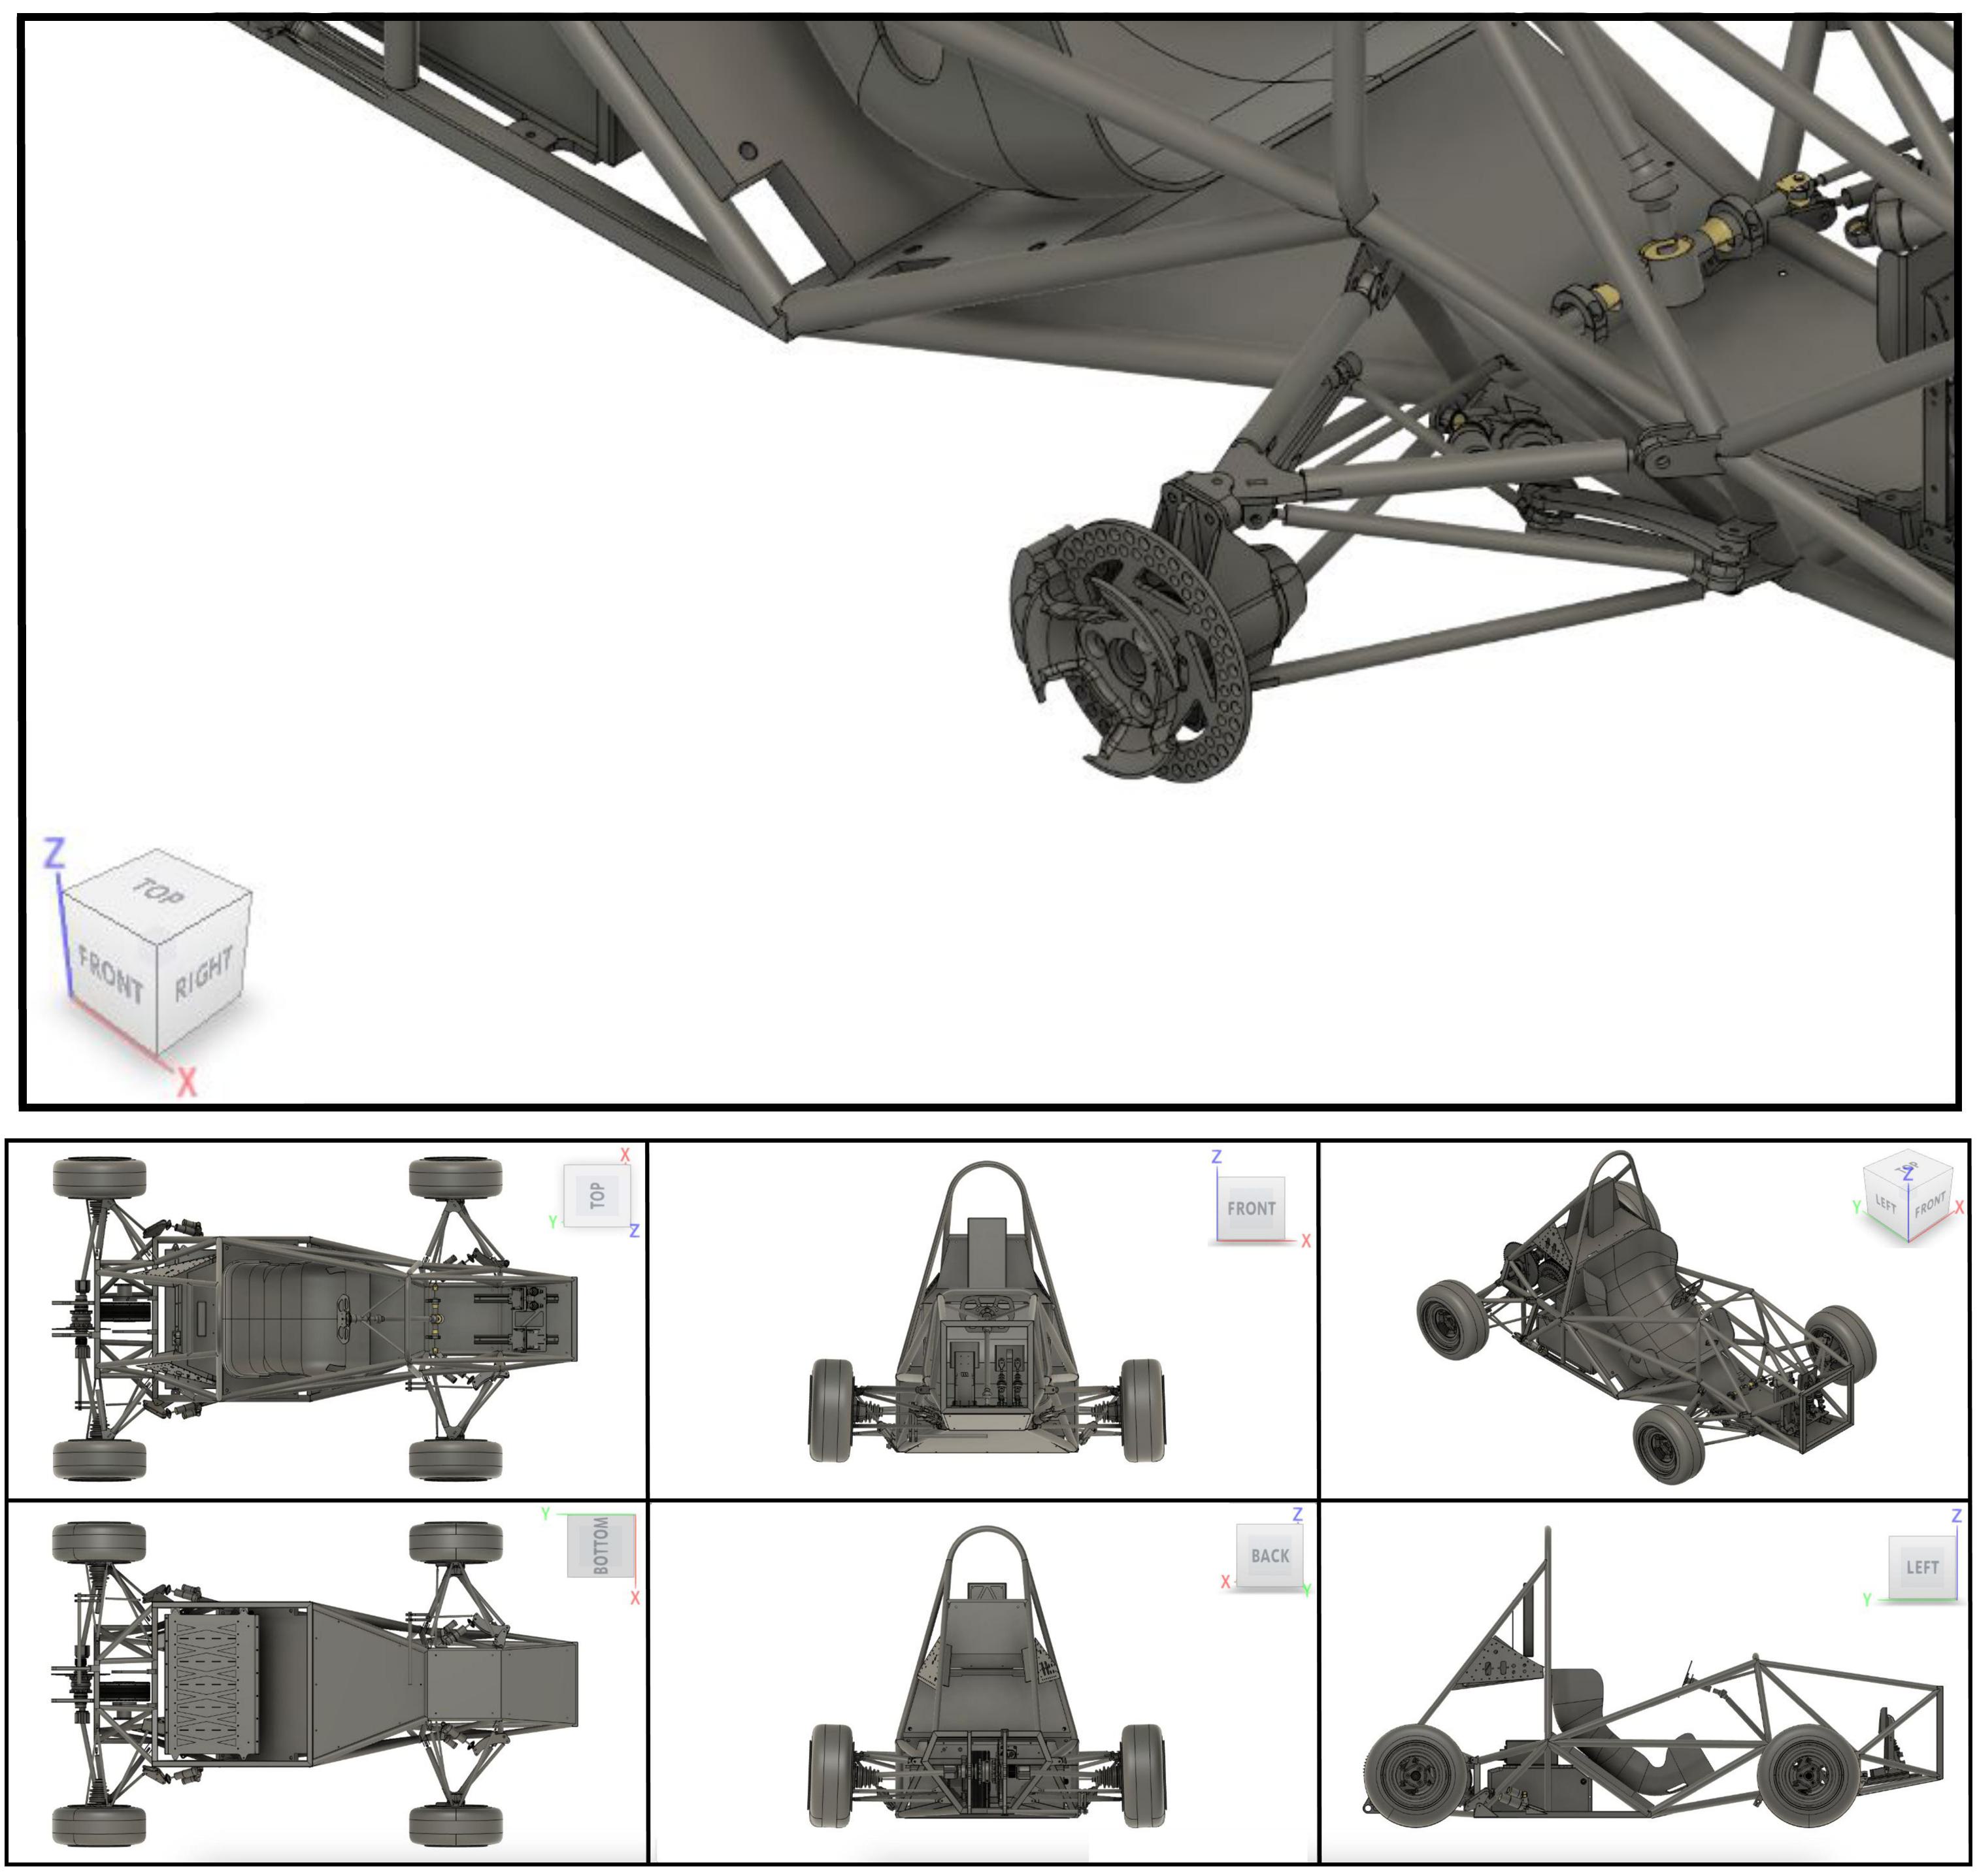 Z
TOP
FRONT RIGHT
X
X
TOP
Y
Z
Z
FRONT
X
TOP
Z
Y LEFT FRONT X
Y
BOTTOM
X
Z
BACK
X
Y
Z
LEFT
Y